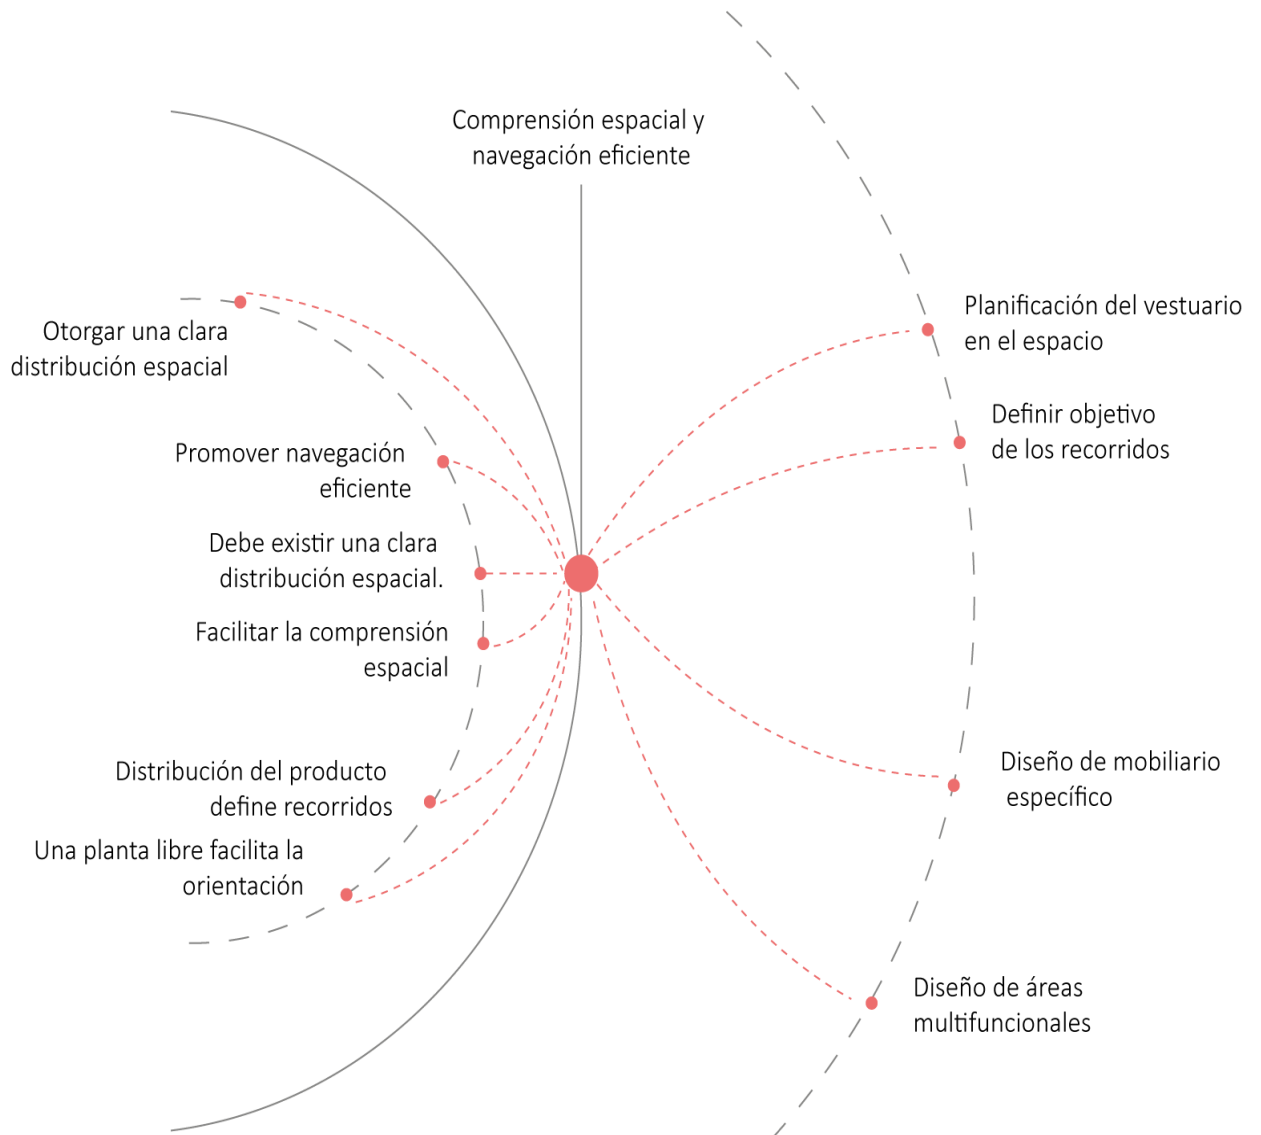 Comprensión espacial y
navegación eficiente
Otorgar una clara
distribución espacial
Promover navegación
eficiente
Debe existir una clara
distribución espacial.
Facilitar la comprensión
espacial
Distribución del producto
define recorridos
Una planta libre facilita la
orientación
Planificación del vestuario
en el espacio
Definir objetivo
de los recorridos
Diseño de mobiliario
específico
Diseño de áreas
multifuncionales